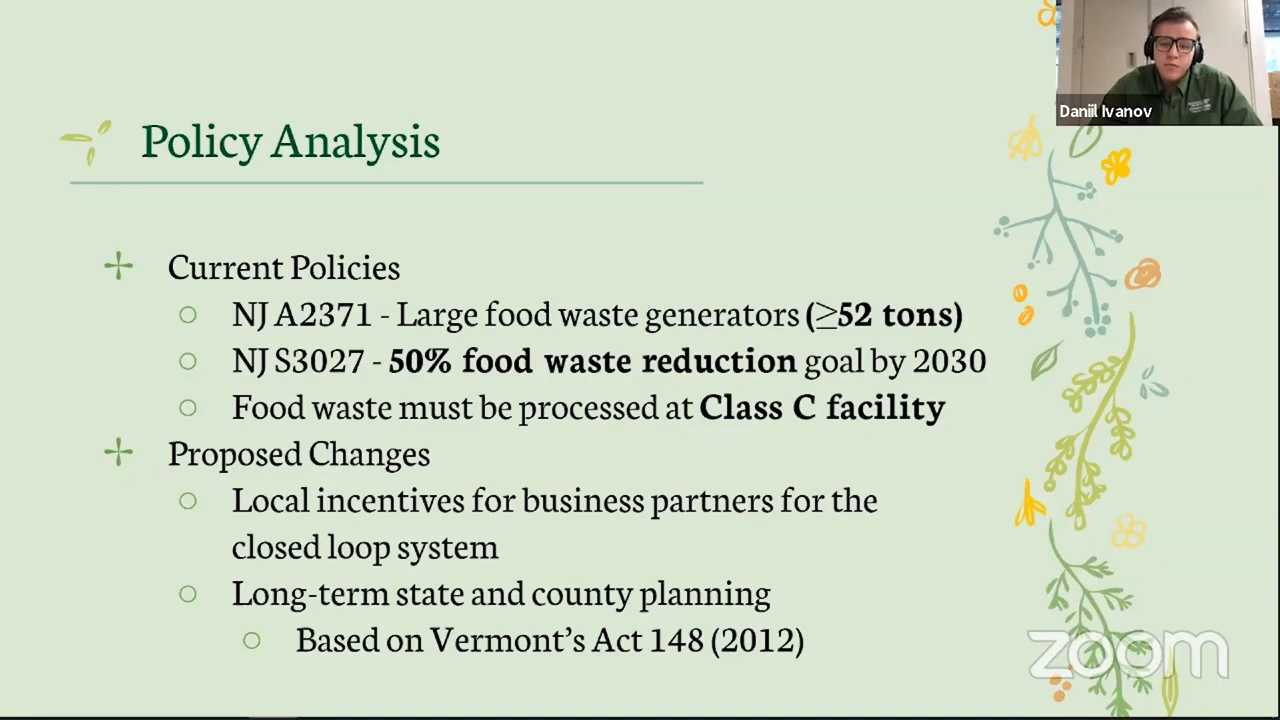 Daniil Ivanov
Policy Analysis
Current Policies
NJ A2371 - Large food waste generators (≥52 tons)
NJ S3027 - 50% food waste reduction goal by 2030
Food waste must be processed at Class C facility
Proposed Changes
Local incentives for business partners for the
closed loop system
Long-term state and county planning
Based on Vermont’s Act 148 (2012)
zoom